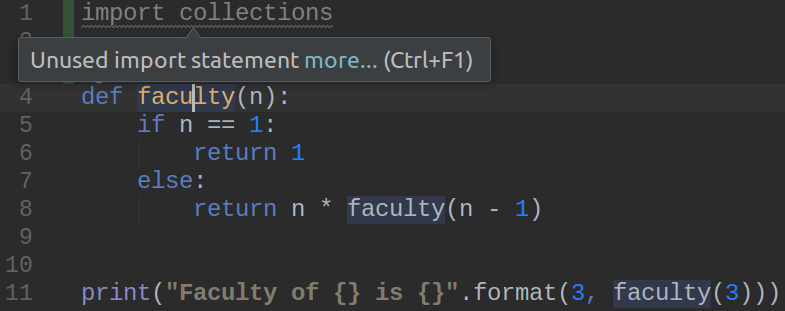 1 import collections
Unused import statement more... (Ctrl+F1)
4 def faculty(n):
5 if n == 1:
6 return 1
7 else:
8 return n * faculty(n - 1)
9
10
11 print("Faculty of {} is {}".format(3, faculty(3)))